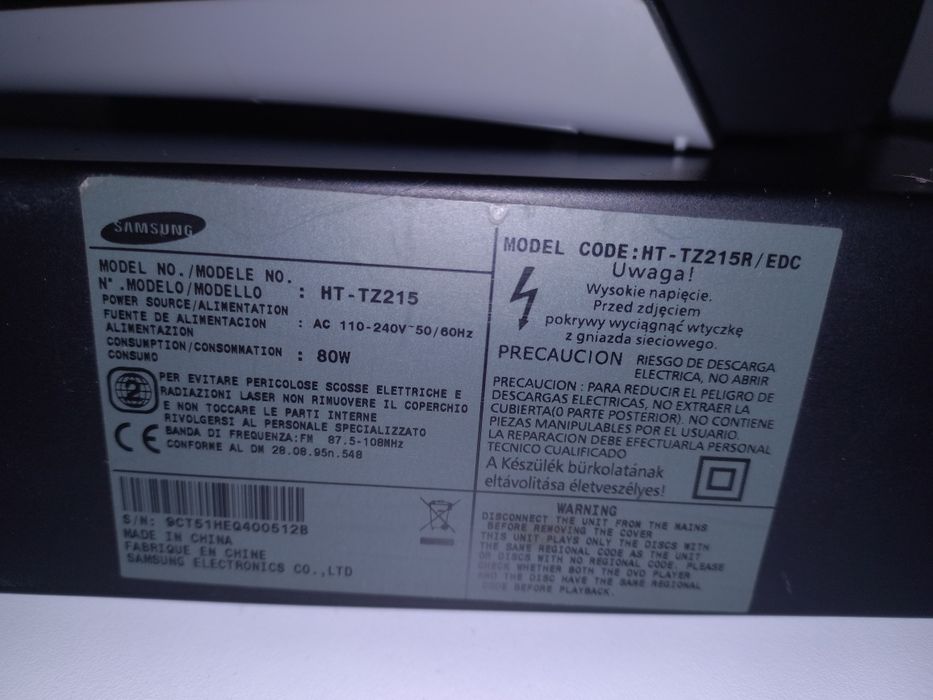 SAMSUNG
MODEL NO./MODELE NO.
N°.MODELO/MODELLO : HT-TZ215
POWER SOURCE/ALIMENTATION
FUENTE DE ALIMENTACION : AC 110-240V~50/60Hz
ALIMENTAZION
CONSUMPTION/CONSOMMATION : 80W
CONSUMO
2
PER EVITARE PERICOLOSE SCOSSE ELETTRICHE E
RADIAZIONI LASER NON RIMUOVERE IL COPERCHIO
E NON TOCCARE LE PARTI INTERNE
RIVOLGERSI AL PERSONALE SPECIALIZZATO
BANDA DI FREQUENZA:FM 87.5-108MHz
CONFORME AL DM 28.08.95n.548
CE
S/N: 9CT51HEQ400512B
MADE IN CHINA
FABRIQUE EN CHINE
SAMSUNG ELECTRONICS CO.,LTD
MODEL CODE:HT-TZ215R/EDC
Uwaga!
Wysokie napięcie.
Przed zdjęciem
pokrywy wyciągnąć wtyczkę
z gniazda sieciowego.
PRECAUCION RIESGO DE DESCARGA
ELECTRICA, NO ABRIR
PRECAUCION : PARA REDUCIR EL PELIGRO DE
DESCARGAS ELECTRICAS, NO EXTRAER LA
CUBIERTA(O PARTE POSTERIOR). NO CONTIENE
PIEZAS MANIPULABLES POR EL USUARIO.
LA REPARACION DEBE EFECTUARLA PERSONAL
TECNICO CUALIFICADO
A Készülék bürkolatának
eltávolitása életveszélyes!
WARNING
DISCONNECT THE UNIT FROM THE MAINS
BEFORE REMOVING THE COVER
THIS UNIT PLAYS ONLY THE DISCS WITH
THE SAME REGIONAL CODE AS THE UNIT
OR DISCS WITH NO REGIONAL CODE. PLEASE
CHECK WHETHER BOTH THE DVD PLAYER
AND THE DISC HAVE THE SAME REGIONAL
CODE BEFORE PLAYBACK.